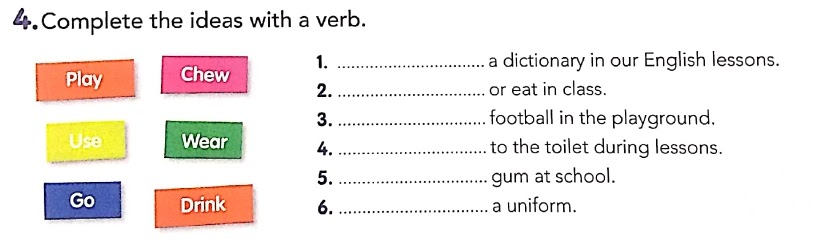 4. Complete the ideas with a verb.
Play
Chew
Use
Wear
Go
Drink
1. .............................. a dictionary in our English lessons.
2. .............................. or eat in class.
3. .............................. football in the playground.
4. .............................. to the toilet during lessons.
5. .............................. gum at school.
6. .............................. a uniform.